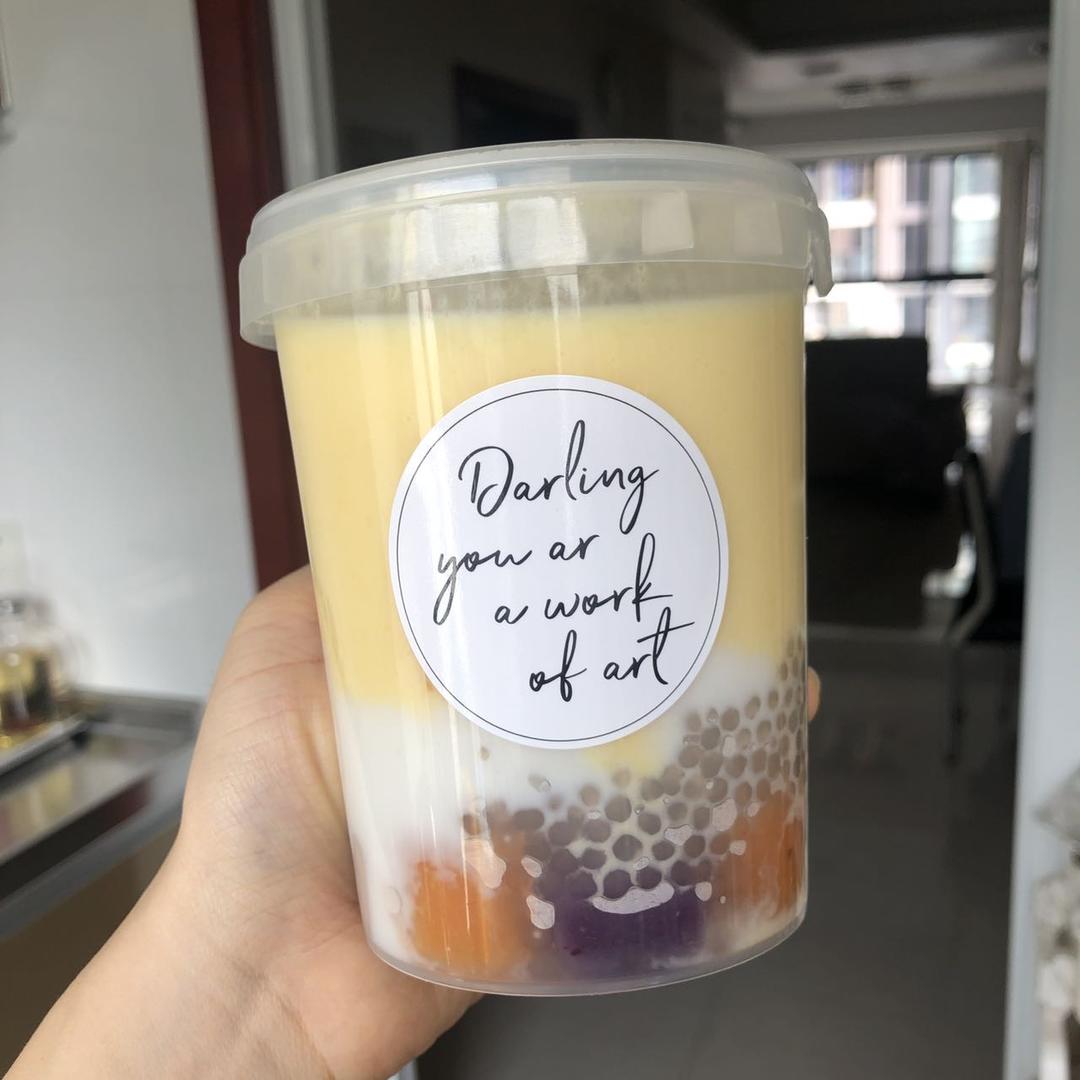 Darling
you ar
a work
of art